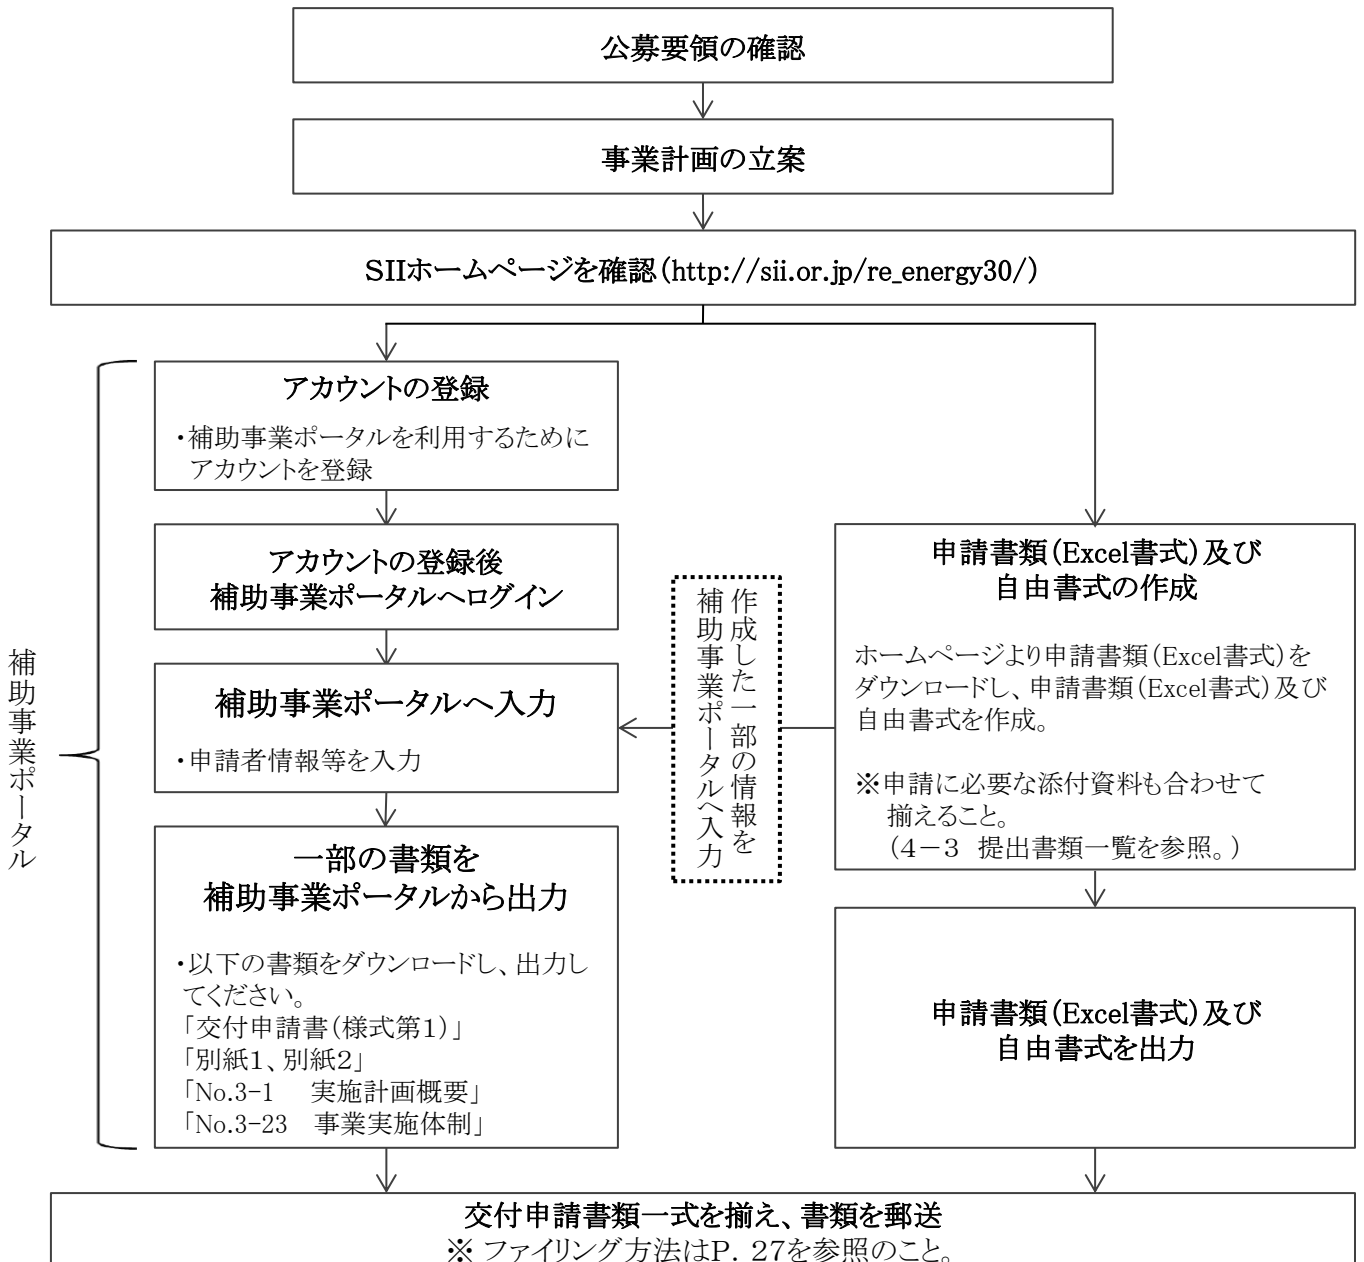 公募要領の確認
事業計画の立案
SIIホームページを確認(http://sii.or.jp/re_energy30/)
補助事業ポータル
アカウントの登録
・補助事業ポータルを利用するために
アカウントを登録
アカウントの登録後
補助事業ポータルへログイン
補助事業ポータルへ入力
・申請者情報等を入力
一部の書類を
補助事業ポータルから出力
・以下の書類をダウンロードし、出力し
てください。
「交付申請書(様式第1)」
「別紙1、別紙2」
「No.3-1　実施計画概要」
「No.3-23　事業実施体制」
作成した一部の情報を
補助事業ポータルへ入力
申請書類(Excel書式)及び
自由書式の作成
ホームページより申請書類(Excel書式)を
ダウンロードし、申請書類(Excel書式)及び
自由書式を作成。
※申請に必要な添付資料も合わせて
揃えること。
(4－3 提出書類一覧を参照。)
申請書類(Excel書式)及び
自由書式を出力
交付申請書類一式を揃え、書類を郵送
※ ファイリング方法はP. 27を参照のこと。